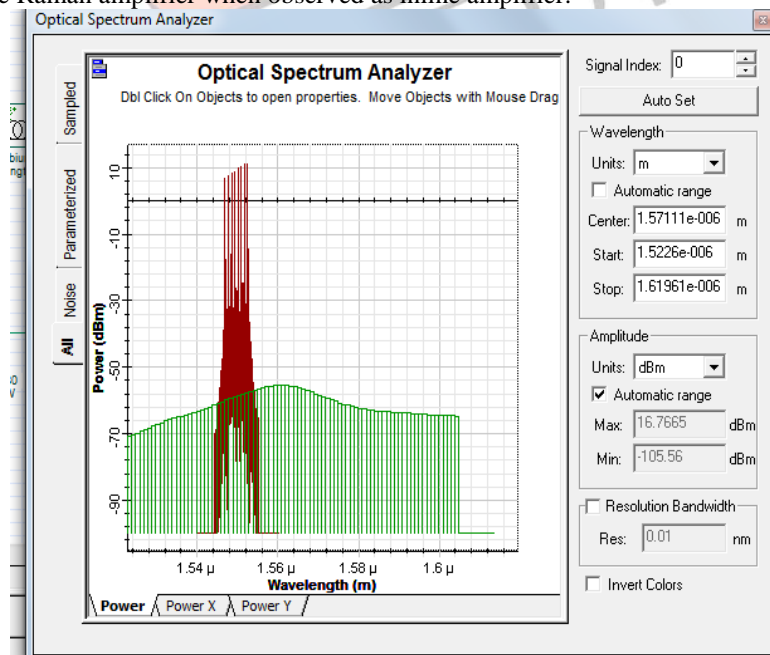 e Raman amplifier when observed as inline amplifier.
Optical Spectrum Analyzer
Optical Spectrum Analyzer
Dbl Click On Objects to open properties. Move Objects with Mouse Drag
Sampled
Parameterized
Noise
All
Power (dBm)
10
-10
-30
-50
-70
-90
1.54 µ
1.56 µ
1.58 µ
1.6 µ
Wavelength (m)
Power
Power X
Power Y
Signal Index: 0
Auto Set
Wavelength
Units: m
Automatic range
Center: 1.57111e-006 m
Start: 1.5226e-006 m
Stop: 1.61961e-006 m
Amplitude
Units: dBm
Automatic range
Max: 16.7665 dBm
Min: -105.56 dBm
Resolution Bandwidth
Res: 0.01 nm
Invert Colors